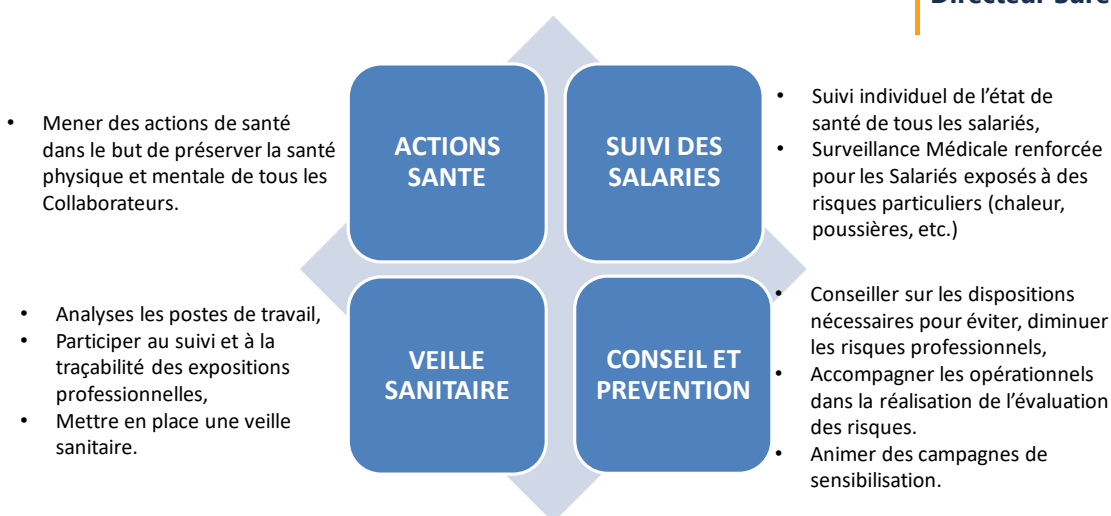 Directeur
• Mener des actions de santé
dans le but de préserver la santé
physique et mentale de tous les
Collaborateurs.
ACTIONS
SANTE
SUIVI DES
SALARIES
• Suivi individuel de l’état de
santé de tous les salariés,
• Surveillance Médicale renforcée
pour les Salariés exposés à des
risques particuliers (chaleur,
poussières, etc.)
• Analyses les postes de travail,
• Participer au suivi et à la
traçabilité des expositions
professionnelles,
• Mettre en place une veille
sanitaire.
VEILLE
SANITAIRE
CONSEIL ET
PREVENTION
• Conseiller sur les dispositions
nécessaires pour éviter, diminuer
les risques professionnels,
• Accompagner les opérationnels
dans la réalisation de l’évaluation
des risques.
• Animer des campagnes de
sensibilisation.